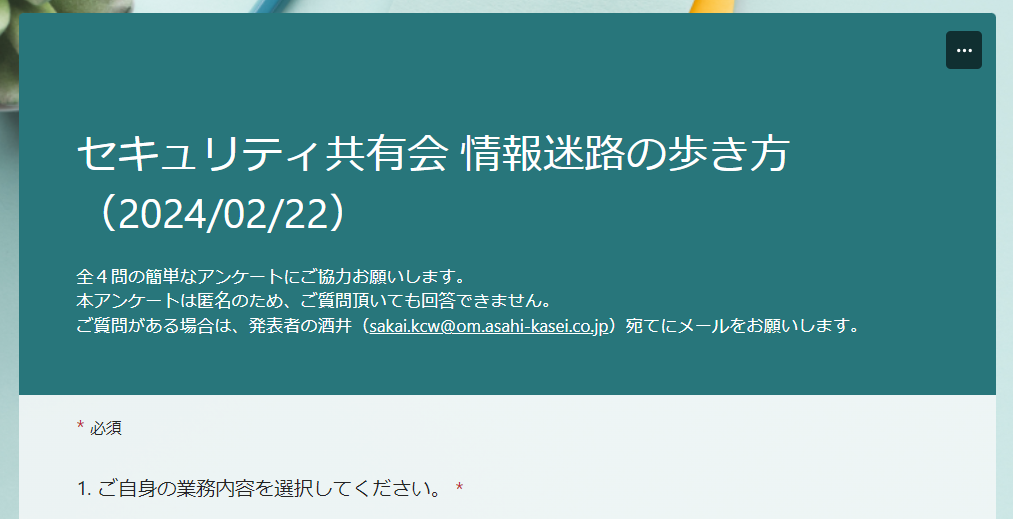 セキュリティ共有会 情報迷路の歩き方
（2024/02/22）
全４問の簡単なアンケートにご協力お願いします。
本アンケートは匿名のため、ご質問頂いても回答できません。
ご質問がある場合は、発表者の酒井（sakai.kcw@om.asahi-kasei.co.jp）宛てにメールをお願いします。
* 必須
1. ご自身の業務内容を選択してください。 *